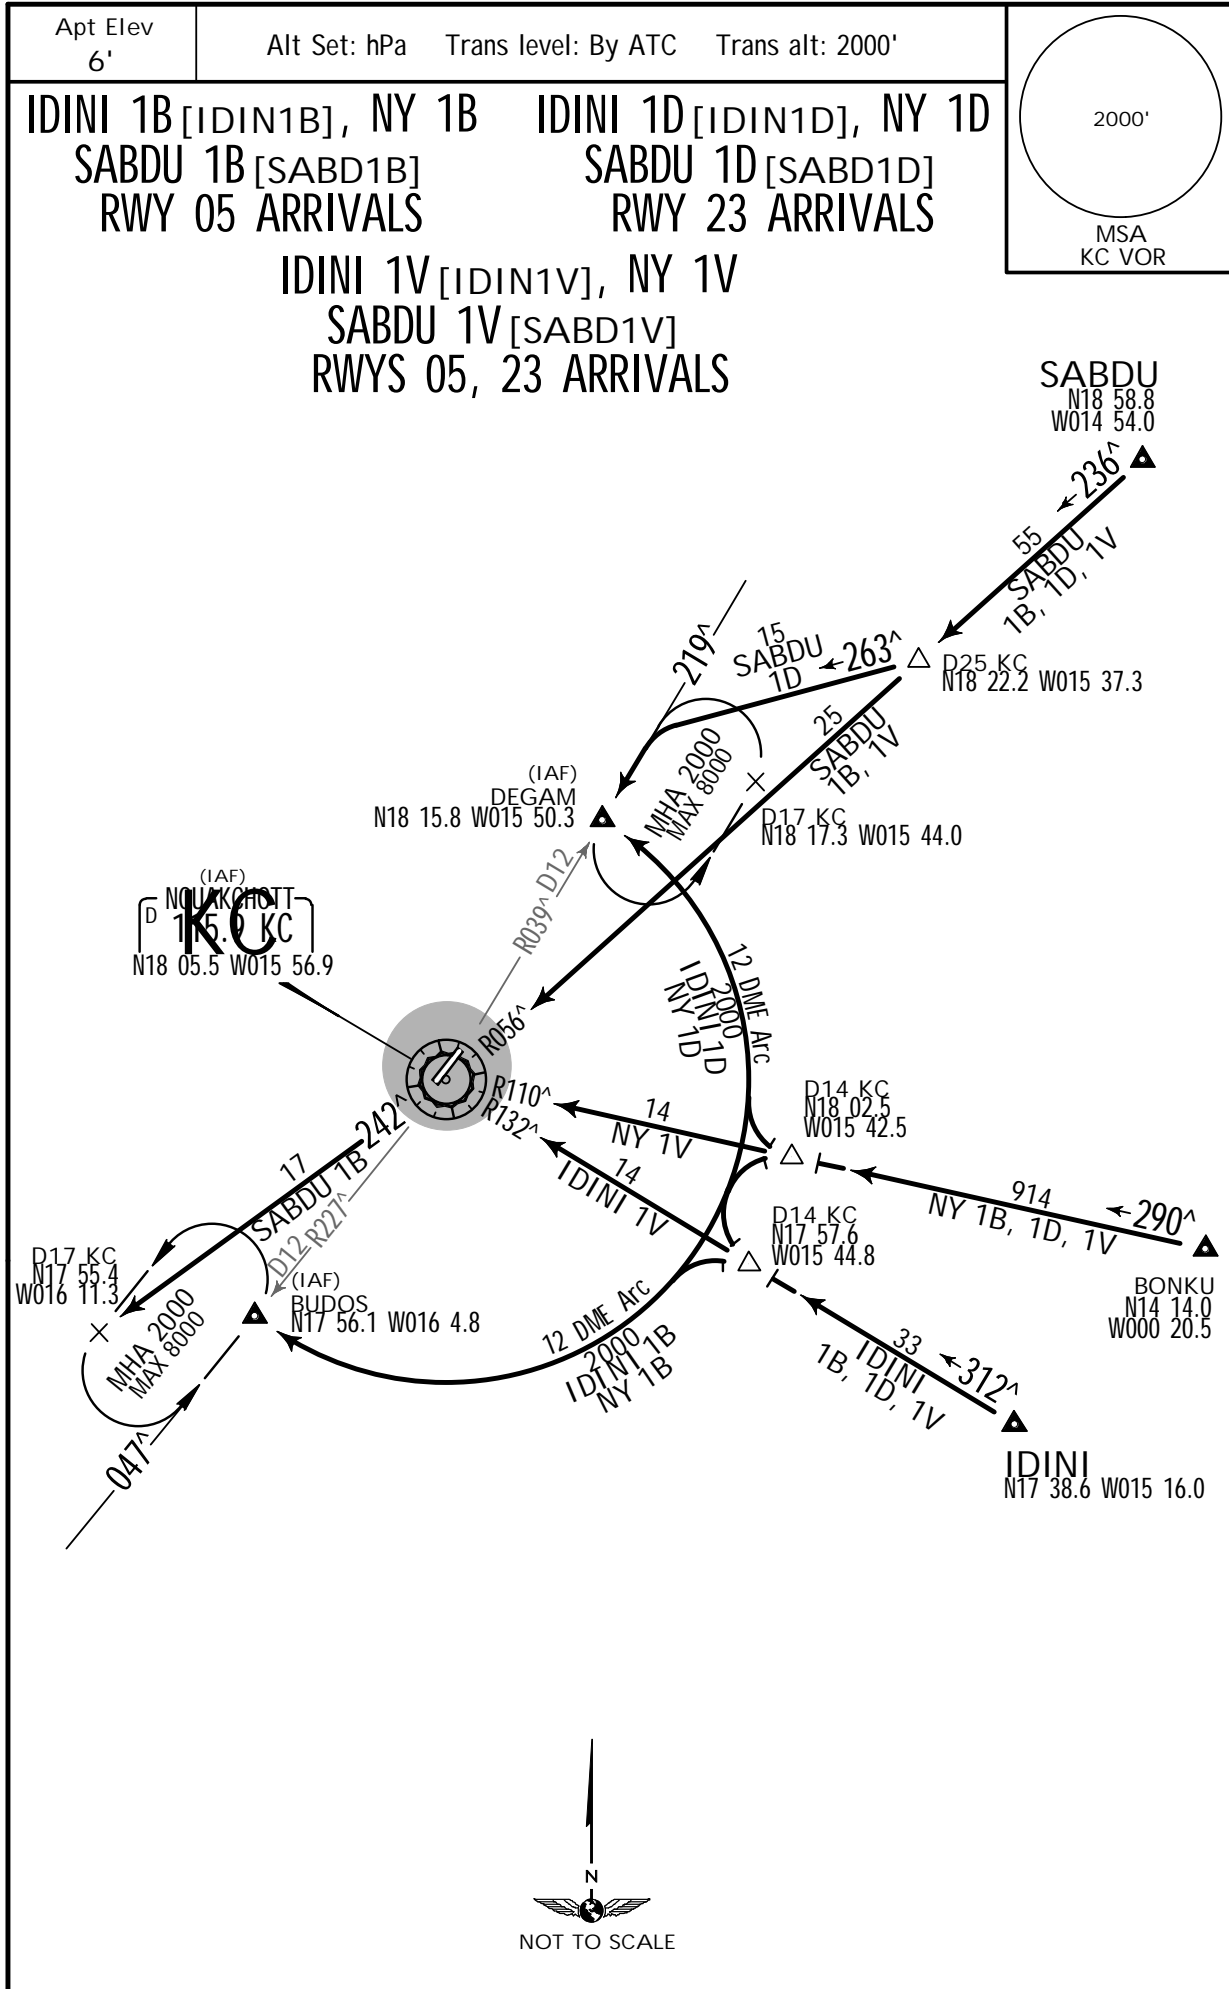 Apt Elev
6'
Alt Set: hPa Trans level: By ATC Trans alt: 2000'
2000'
MSA
KC VOR
IDINI 1B [IDIN1B], NY 1B
SABDU 1B [SABD1B]
RWY 05 ARRIVALS
IDINI 1D [IDIN1D], NY 1D
SABDU 1D [SABD1D]
RWY 23 ARRIVALS
IDINI 1V [IDIN1V], NY 1V
SABDU 1V [SABD1V]
RWYS 05, 23 ARRIVALS
SABDU
N18 58.8
W014 54.0
236^
55
SABDU
1B, 1D, 1V
D25 KC
N18 22.2 W015 37.3
263^
15
SABDU
1D
219^
25
SABDU
1B, 1V
MHA 2000
MAX 8000
D17 KC
N18 17.3 W015 44.0
(IAF)
DEGAM
N18 15.8 W015 50.3
R039^ D12
(IAF)
NOUAKCHOTT
D 115.9 KC
KC
N18 05.5 W015 56.9
R056^
R110^
R132^
12 DME Arc
2000
IDINI 1D
NY 1D
D14 KC
N18 02.5
W015 42.5
14
NY 1V
14
IDINI 1V
D14 KC
N17 57.6
W015 44.8
914
NY 1B, 1D, 1V
290^
BONKU
N14 14.0
W000 20.5
33
IDINI
1B, 1D, 1V
312^
IDINI
N17 38.6 W015 16.0
242^
17
SABDU 1B
D12 R227^
D17 KC
N17 55.4
W016 11.3
(IAF)
BUDOS
N17 56.1 W016 4.8
MHA 2000
MAX 8000
047^
12 DME Arc
2000
IDINI 1B
NY 1B
N
NOT TO SCALE